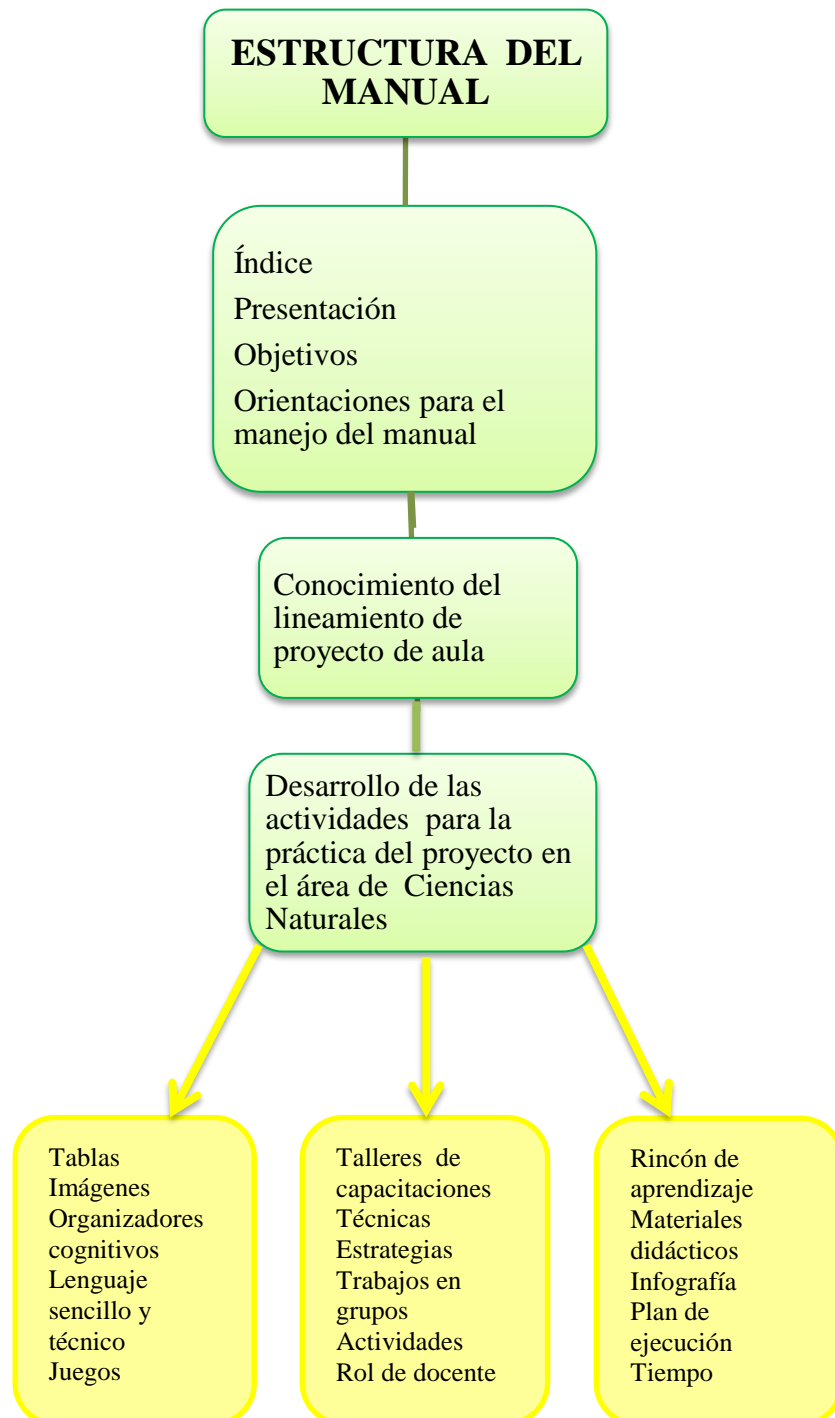 ESTRUCTURA DEL
MANUAL
Índice
Presentación
Objetivos
Orientaciones para el
manejo del manual
Conocimiento del
lineamiento de
proyecto de aula
Desarrollo de las
actividades para la
práctica del proyecto en
el área de Ciencias
Naturales
Tablas
Imágenes
Organizadores
cognitivos
Lenguaje
sencillo y
técnico
Juegos
Talleres de
capacitaciones
Técnicas
Estrategias
Trabajos en
grupos
Actividades
Rol de docente
Rincón de
aprendizaje
Materiales
didácticos
Infografía
Plan de
ejecución
Tiempo